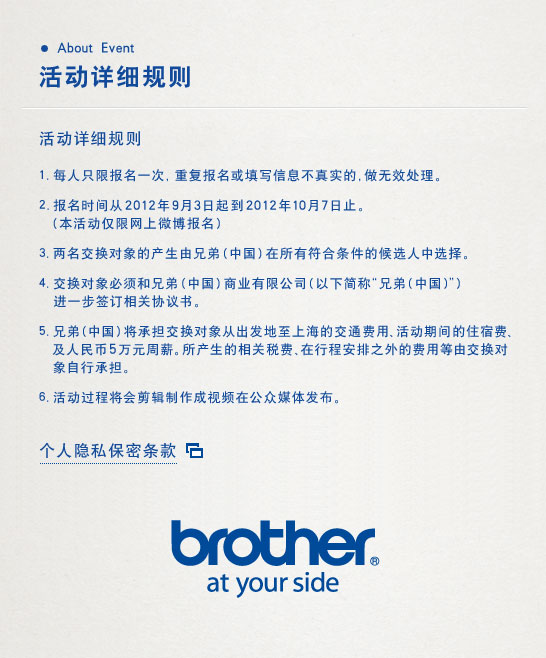 • About Event
活动详细规则
活动详细规则
1. 每人只限报名一次, 重复报名或填写信息不真实的,做无效处理。
2. 报名时间从2012年9月3日起到2012年10月7日止。
(本活动仅限网上微博报名)
3. 两名交换对象的产生由兄弟(中国)在所有符合条件的候选人中选择。
4. 交换对象必须和兄弟(中国)商业有限公司(以下简称"兄弟(中国)")
进一步签订相关协议书。
5. 兄弟(中国)将承担交换对象从出发地至上海的交通费用、活动期间的住宿费、
及人民币5万元周薪。所产生的相关税费、在行程安排之外的费用等由交换对
象自行承担。
6. 活动过程将会剪辑制作成视频在公众媒体发布。
个人隐私保密条款
brother®
at your side